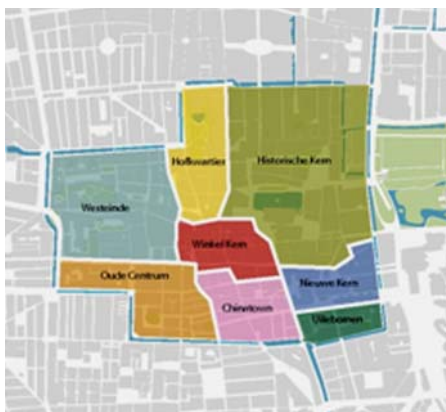 Hofkwartier
Historische Kern
Westeinde
Winkel Kern
Oude Centrum
Nieuwe Kern
Chinatown
Uilebomen